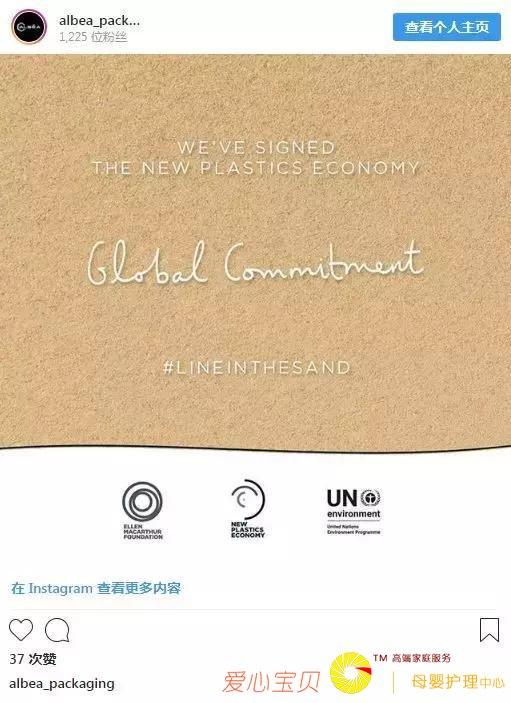 albea_pack...
1,225 位粉丝
查看个人主页
ALBĒA
WE'VE SIGNED
THE NEW PLASTICS ECONOMY
Global Commitment
#LINEINTHESAND
ELLEN
MACARTHUR
FOUNDATION
NEW
PLASTICS
ECONOMY
UN
environment
United Nations
Environment Programme
在 Instagram 查看更多内容
37 次赞
albea_packaging
爱心宝贝
TM 高端家庭服务
母婴护理中心